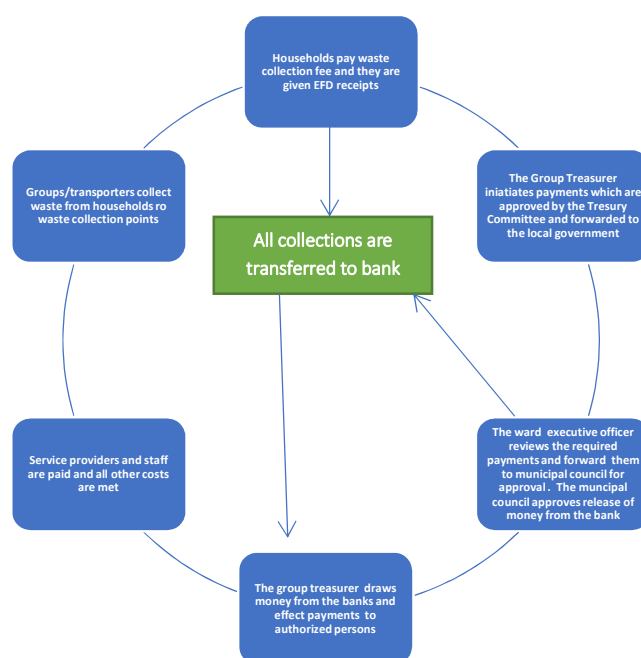 Households pay waste
collection fee and they are
given EFD receipts
The Group Treasurer
iniatiates payments which are
approved by the Tresury
Committee and forwarded to
the local government
Groups/transporters collect
waste from households ro
waste collection points
All collections are
transferred to bank
The ward executive officer
reviews the required
payments and forward them
to municipal council for
approval. The muncipal
council approves release of
money from the bank
Service providers and staff
are paid and all other costs
are met
The group treasurer draws
money from the banks and
effect payments to
authorized persons